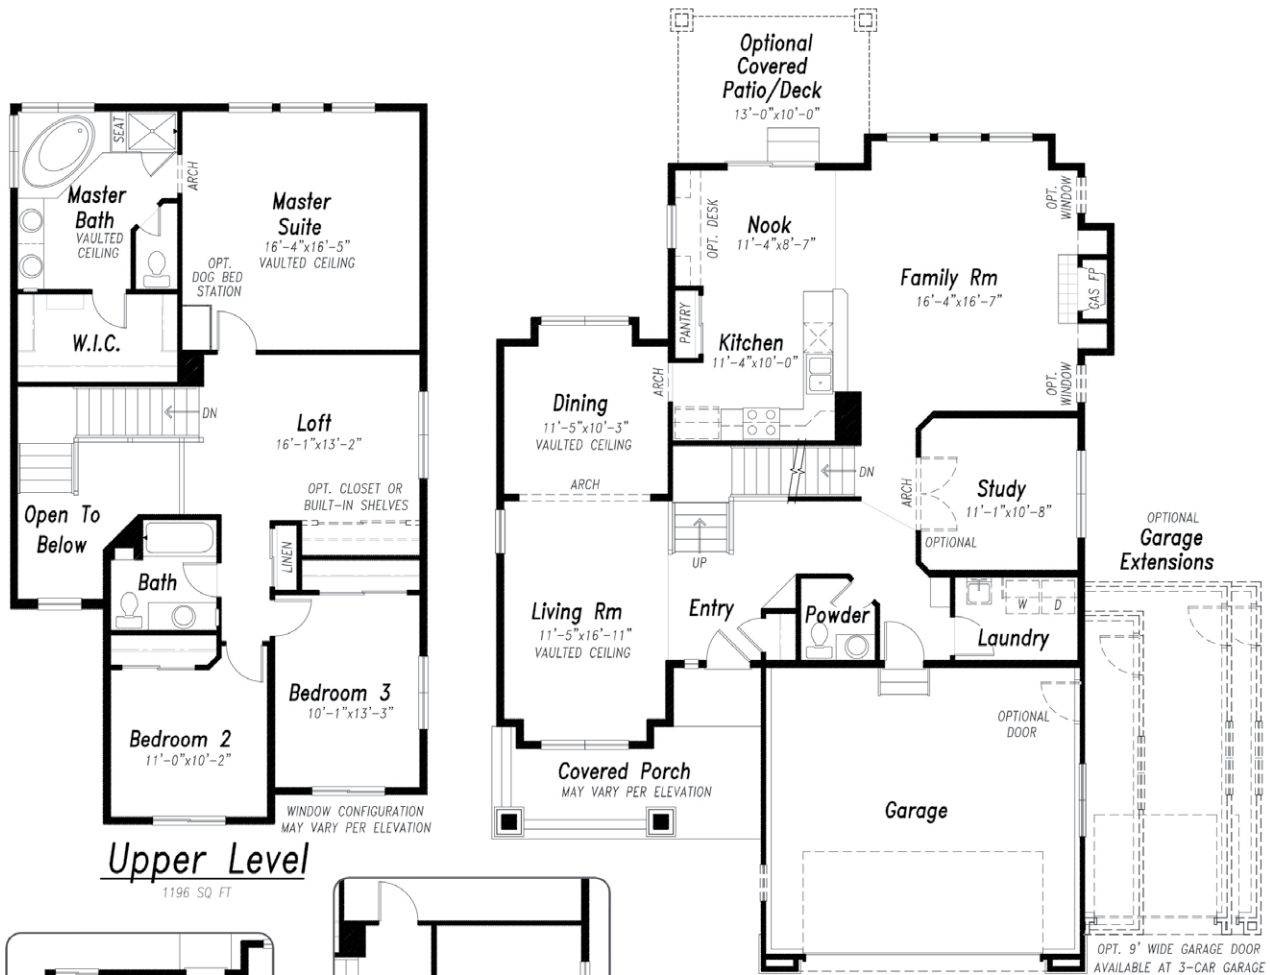 SEAT
ARCH
Master
Bath
VAULTED
CEILING
Master
Suite
16'-4"x16'-5"
VAULTED CEILING
OPT.
DOG BED
STATION
W.I.C.
DN
Loft
16'-1"x13'-2"
OPT. CLOSET OR
BUILT-IN SHELVES
Open To
Below
LINEN
Bath
Bedroom 3
10'-1"x13'-3"
Bedroom 2
11'-0"x10'-2"
WINDOW CONFIGURATION
MAY VARY PER ELEVATION
Upper Level
1196 SQ FT
Optional
Covered
Patio/Deck
13'-0"x10'-0"
OPT. DESK
Nook
11'-4"x8'-7"
OPT.
WINDOW
Family Rm
16'-4"x16'-7"
GAS FP
PANTRY
Kitchen
11'-4"x10'-0"
OPT.
WINDOW
ARCH
Dining
11'-5"x10'-3"
VAULTED CEILING
ARCH
DN
ARCH
Study
11'-1"x10'-8"
OPTIONAL
UP
OPTIONAL
Garage
Extensions
Living Rm
11'-5"x16'-11"
VAULTED CEILING
Entry
Powder
W
D
Laundry
OPTIONAL
DOOR
Covered Porch
MAY VARY PER ELEVATION
Garage
OPT. 9' WIDE GARAGE DOOR
AVAILABLE AT 3-CAR GARAGE